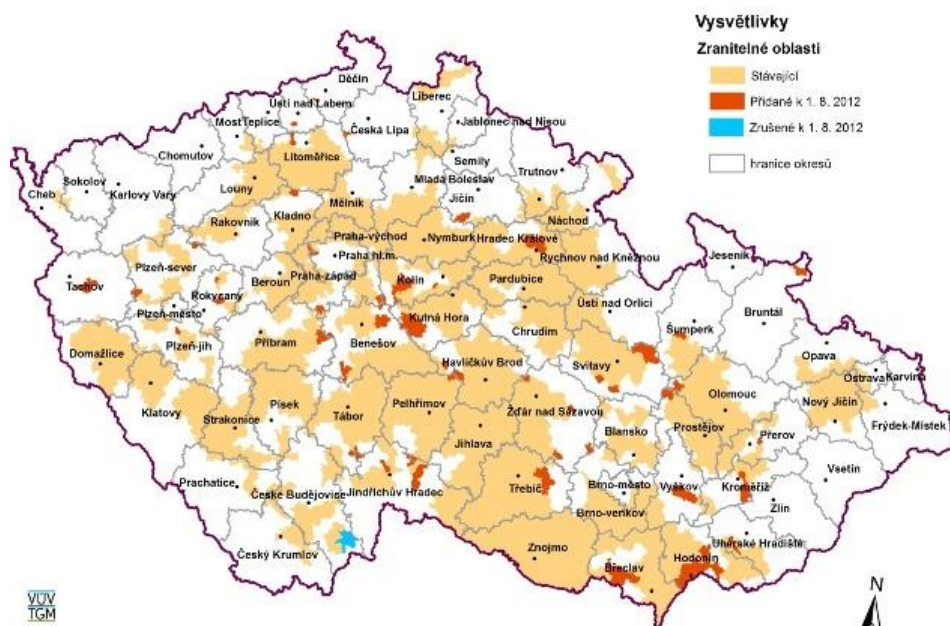 Vysvětlivky
Zranitelné oblasti
Stávající
Přidané k 1. 8. 2012
Zrušené k 1. 8. 2012
hranice okresů
Děčín
Liberec
Ústí nad Labem
Most
Teplice
Česká Lípa
Jablonec nad Nisou
Chomutov
Litoměřice
Semily
Trutnov
Sokolov
Karlovy Vary
Cheb
Louny
Mladá Boleslav
Jičín
Mělník
Náchod
Rakovník
Kladno
Praha-východ
Nymburk
Hradec Králové
Praha hl.m.
Rychnov nad Kněžnou
Jeseník
Plzeň-sever
Praha-západ
Tachov
Rokycany
Beroun
Kolín
Pardubice
Ústí nad Orlicí
Bruntál
Plzeň-město
Kutná Hora
Chrudim
Šumperk
Plzeň-jih
Příbram
Benešov
Opava
Domažlice
Havlíčkův Brod
Svitavy
Ostrava
Karviná
Klatovy
Písek
Tábor
Pelhřimov
Žďár nad Sázavou
Olomouc
Nový Jičín
Strakonice
Jihlava
Blansko
Prostějov
Přerov
Frýdek-Místek
Prachatice
České Budějovice
Jindřichův Hradec
Třebíč
Brno-město
Vyškov
Kroměříž
Vsetín
Zlín
Brno-venkov
Český Krumlov
Znojmo
Břeclav
Hodonín
Uherské Hradiště
VÚV
TGM
N